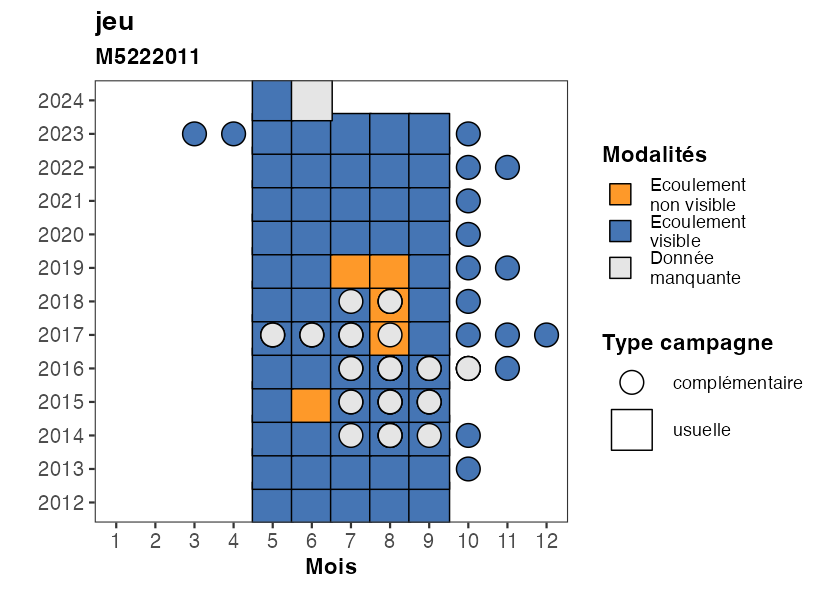 jeu
M5222011
2024
2023
2022
2021
2020
2019
2018
2017
2016
2015
2014
2013
2012
1 2 3 4 5 6 7 8 9 10 11 12
Mois
Modalités
Ecoulement
non visible
Ecoulement
visible
Donnée
manquante
Type campagne
complémentaire
usuelle